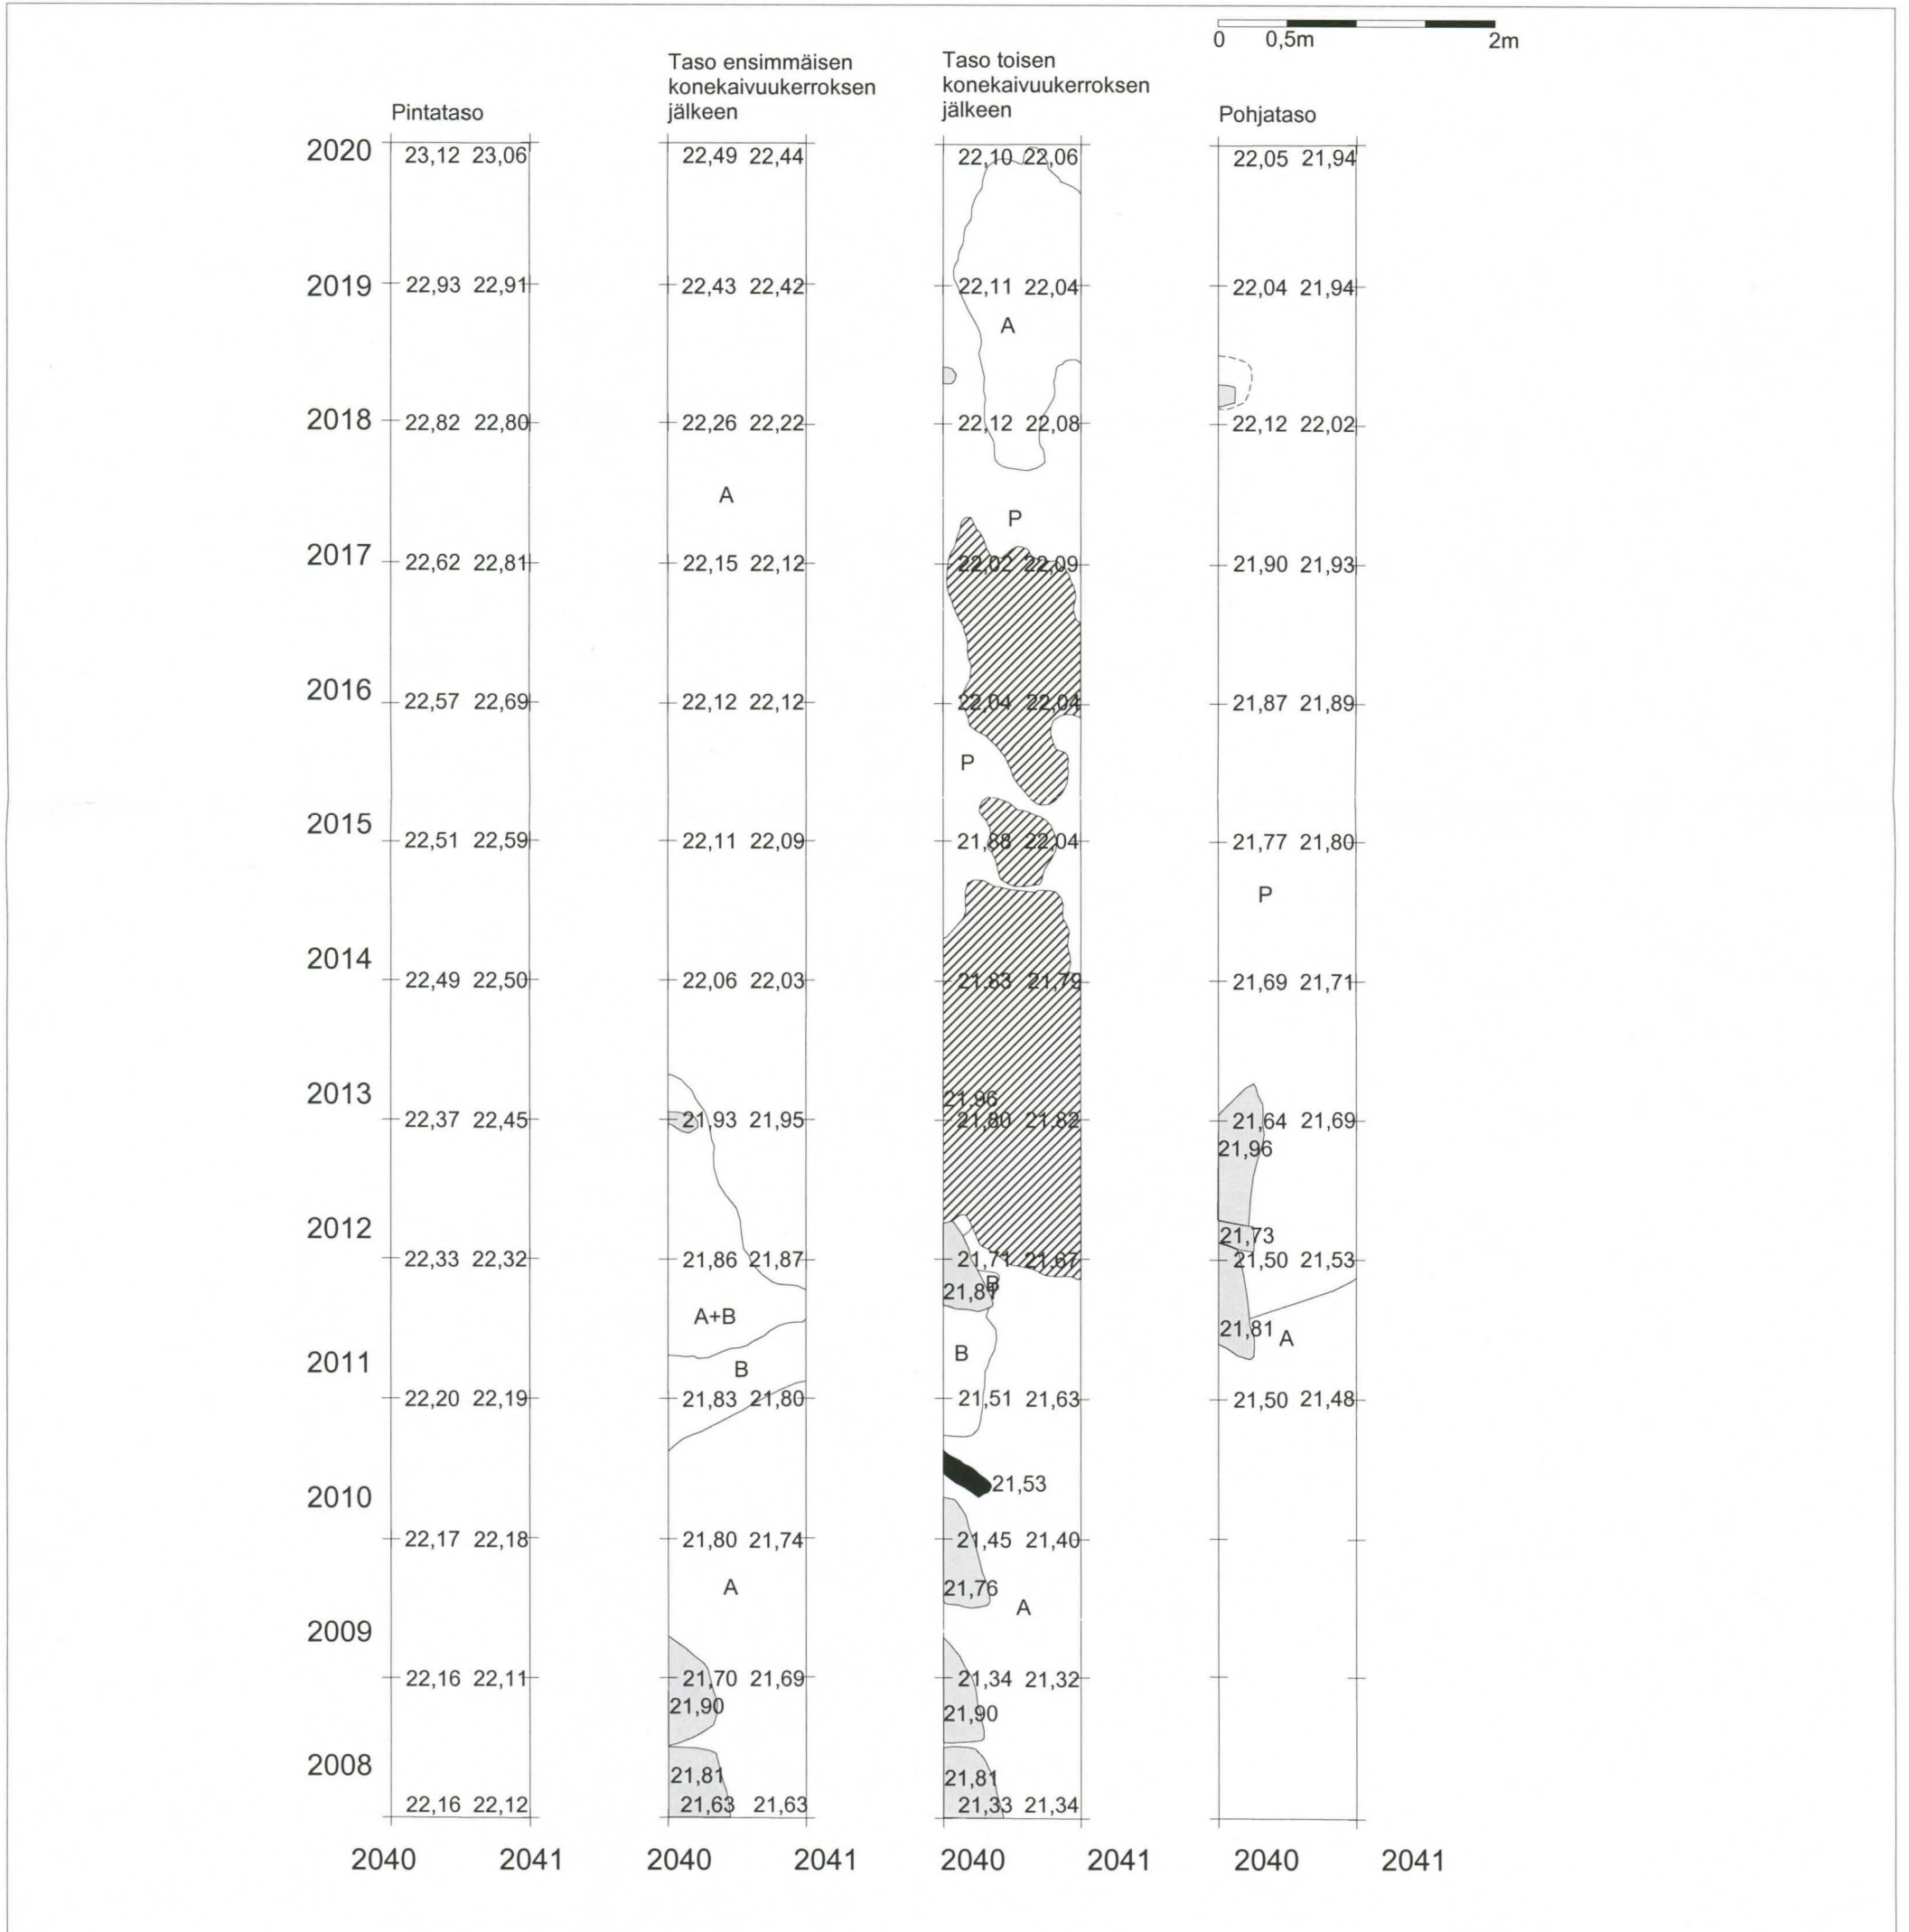 0 0,5m 2m
Pintataso
Taso ensimmäisen
konekaivuukerroksen
jälkeen
Taso toisen
konekaivuukerroksen
jälkeen
Pohjataso
2020 23,12 23,06 22,49 22,44 22,10 22,06 22,05 21,94
2019 22,93 22,91 22,43 22,42 22,11 22,04 22,04 21,94
A
2018 22,82 22,80 22,26 22,22 22,12 22,08 22,12 22,02
A
P
2017 22,62 22,81 22,15 22,12 22,02 22,09 21,90 21,93
2016 22,57 22,69 22,12 22,12 22,04 22,04 21,87 21,89
P
2015 22,51 22,59 22,11 22,09 21,88 22,04 21,77 21,80
P
2014 22,49 22,50 22,06 22,03 21,83 21,79 21,69 21,71
21,96
2013 22,37 22,45 21,93 21,95 21,80 21,82 21,64 21,69
21,96
21,73
2012 22,33 22,32 21,86 21,87 21,71 21,67 21,50 21,53
B
21,81
A+B
21,81 A
B
B
2011 22,20 22,19 21,83 21,80 21,51 21,63 21,50 21,48
21,53
2010 22,17 22,18 21,80 21,74 21,45 21,40
A
21,76
A
2009 22,16 22,11 21,70 21,69 21,34 21,32
21,90
21,90
2008
21,81
21,81
22,16 22,12 21,63 21,63 21,33 21,34
2040 2041 2040 2041 2040 2041 2040 2041